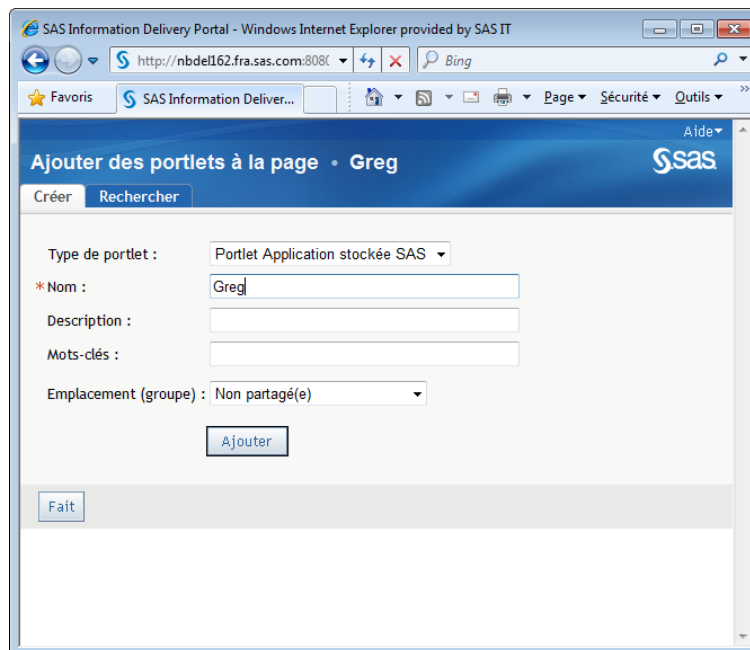 SAS Information Delivery Portal - Windows Internet Explorer provided by SAS IT
http://nbdel162.fra.sas.com:808( Bing
Favoris SAS Information Deliver... Page Sécurité Outils »
Aide
Ajouter des portlets à la page • Greg sas
Créer Rechercher
Type de portlet : Portlet Application stockée SAS
* Nom : Greg
Description :
Mots-clés :
Emplacement (groupe) : Non partagé(e)
Ajouter
Fait